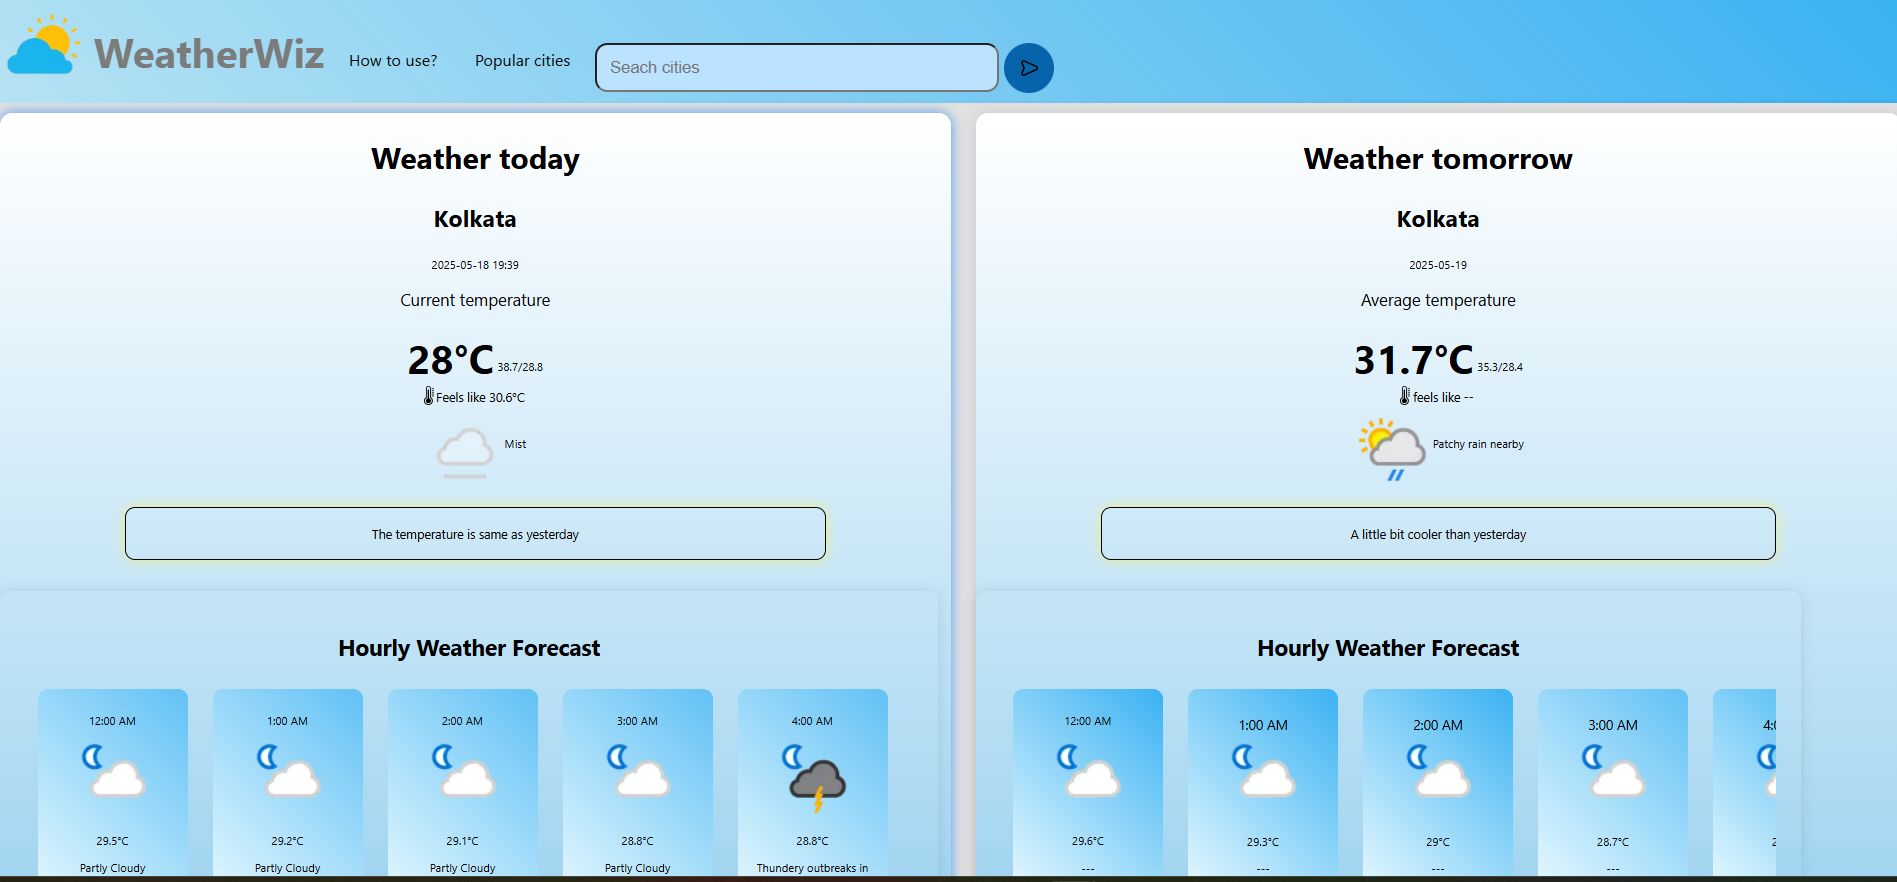 WeatherWiz
How to use?
Popular cities
Seach cities
Weather today
Kolkata
2025-05-18 19:39
Current temperature
28°C 38.7/28.8
Feels like 30.6°C
Mist
The temperature is same as yesterday
Hourly Weather Forecast
12:00 AM 1:00 AM 2:00 AM 3:00 AM 4:00 AM
29.5°C 29.2°C 29.1°C 28.8°C 28.8°C
Partly Cloudy Partly Cloudy Partly Cloudy Partly Cloudy Thundery outbreaks in
Weather tomorrow
Kolkata
2025-05-19
Average temperature
31.7°C 35.3/28.4
feels like --
Patchy rain nearby
A little bit cooler than yesterday
Hourly Weather Forecast
12:00 AM 1:00 AM 2:00 AM 3:00 AM
29.6°C 29.3°C 29°C 28.7°C
--- --- --- ---